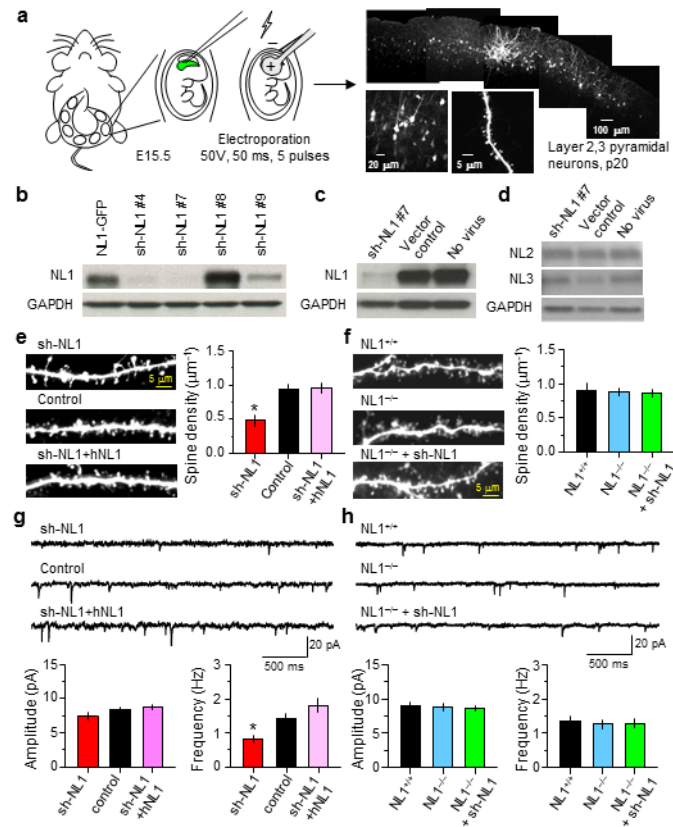 a
E15.5
Electroporation
50V, 50 ms, 5 pulses
20 μm
5 μm
100 μm
Layer 2,3 pyramidal
neurons, p20
b
NL1-GFP
sh-NL1 #4
sh-NL1 #7
sh-NL1 #8
sh-NL1 #9
NL1
GAPDH
c
sh-NL1 #7
Vector
control
No virus
NL1
GAPDH
d
sh-NL1 #7
Vector
control
No virus
NL2
NL3
GAPDH
e
sh-NL1
5 μm
Control
sh-NL1+hNL1
Spine density (μm⁻¹)
1.5
1.0
0.5
0.0
*
sh-NL1
Control
sh-NL1
+hNL1
f
NL1⁺/⁺
NL1⁻/⁻
NL1⁻/⁻ + sh-NL1
5 μm
Spine density (μm⁻¹)
1.5
1.0
0.5
0.0
NL1⁺/⁺
NL1⁻/⁻
NL1⁻/⁻
+ sh-NL1
g
sh-NL1
Control
sh-NL1+hNL1
20 pA
500 ms
Amplitude (pA)
15
10
5
0
sh-NL1
control
sh-NL1
+hNL1
Frequency (Hz)
3
2
1
0
*
sh-NL1
control
sh-NL1
+hNL1
h
NL1⁺/⁺
NL1⁻/⁻
NL1⁻/⁻ + sh-NL1
20 pA
500 ms
Amplitude (pA)
15
10
5
0
NL1⁺/⁺
NL1⁻/⁻
NL1⁻/⁻
+ sh-NL1
Frequency (Hz)
3
2
1
0
NL1⁺/⁺
NL1⁻/⁻
NL1⁻/⁻
+ sh-NL1